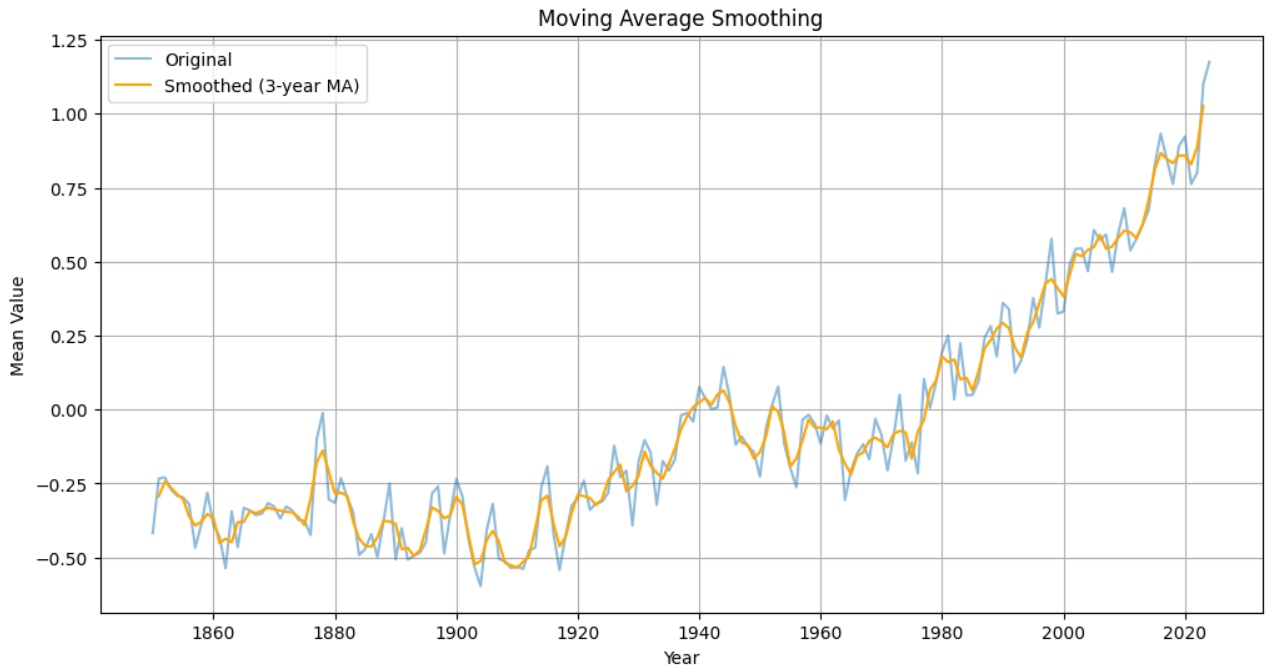 Moving Average Smoothing
Original
Smoothed (3-year MA)
Mean Value
1.25
1.00
0.75
0.50
0.25
0.00
−0.25
−0.50
1860 1880 1900 1920 1940 1960 1980 2000 2020
Year